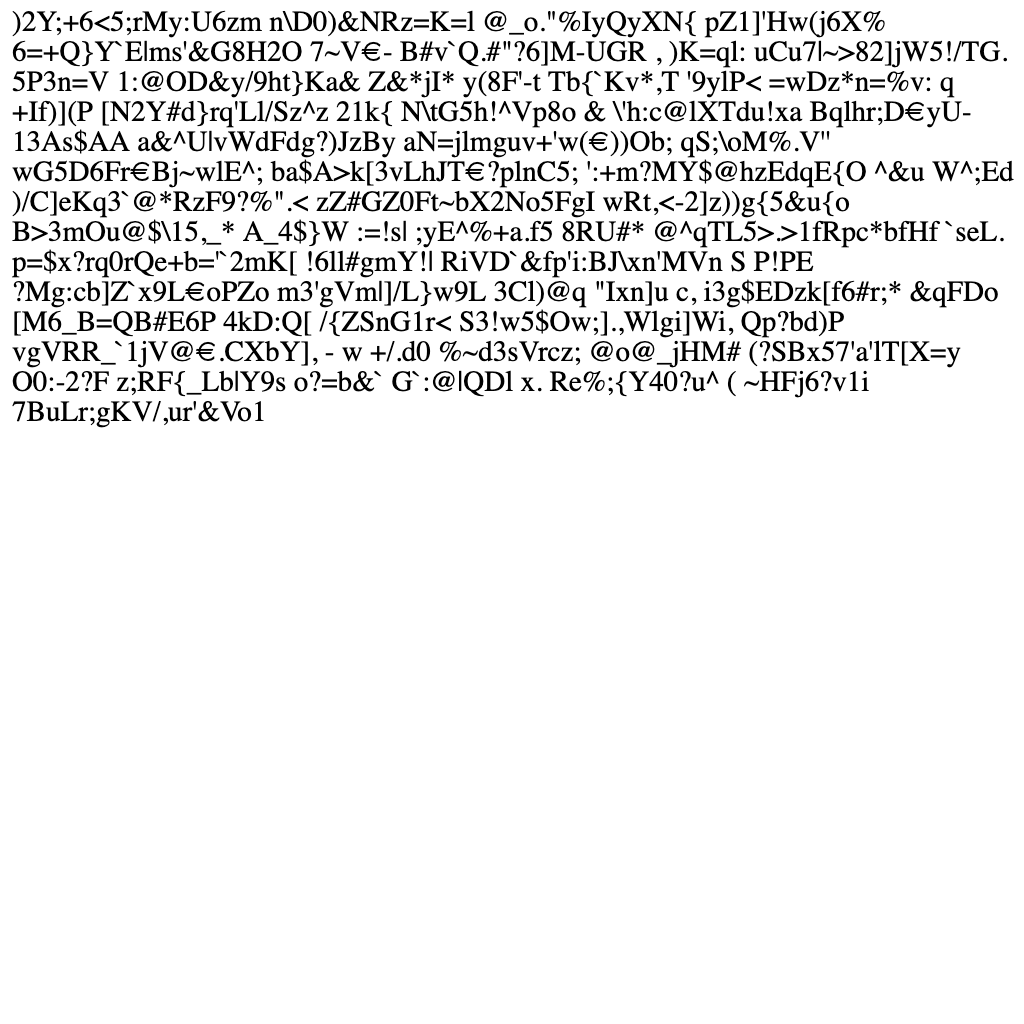 )2Y;+6<5;rMy:U6zm n\D0)&NRz=K=l @_o."%IyQyXN{ pZ1]'Hw(j6X%
6=+Q}Y`E|ms'&G8H2O 7~V€- B#v`Q.#"?6]M-UGR , )K=ql: uCu7|~>82]jW5!/TG.
5P3n=V 1:@OD&y/9ht}Ka& Z&*jI* y(8F'-t Tb{`Kv*,T '9ylP< =wDz*n=%v: q
+If)](P [N2Y#d}rq'Ll/Sz^z 21k{ N\tG5h!^Vp8o & \'h:c@lXTdu!xa Bqlhr;D€yU-
13As$AA a&^U|vWdFdg?)JzBy aN=jlmguv+'w(€))Ob; qS;\oM%.V"
wG5D6Fr€Bj~wlE^; ba$A>k[3vLhJT€?plnC5; ':+m?MY$@hzEdqE{O ^&u W^;Ed
)/C]eKq3`@*RzF9?%".< zZ#GZ0Ft~bX2No5FgI wRt,<-2]z))g{5&u{o
B>3mOu@$\15,_* A_4$}W :=!s| ;yE^%+a.f5 8RU#* @^qTL5>.>1fRpc*bfHf `seL.
p=$x?rq0rQe+b='`2mK[ !6ll#gmY!| RiVD`&fp'i:BJ\xn'MVn S P!PE
?Mg:cb]Z`x9L€oPZo m3'gVm|]/L}w9L 3Cl)@q "Ixn]u c, i3g$EDzk[f6#r;* &qFDo
[M6_B=QB#E6P 4kD:Q[ /{ZSnG1r< S3!w5$Ow;].,Wlgi]Wi, Qp?bd)P
vgVRR_`1jV@€.CXbY], - w +/.d0 %~d3sVrcz; @o@_jHM# (?SBx57'a'lT[X=y
O0:-2?F z;RF{_Lb|Y9s o?=b&` G`:@|QDl x. Re%;{Y40?u^ ( ~HFj6?v1i
7BuLr;gKV/,ur'&Vo1